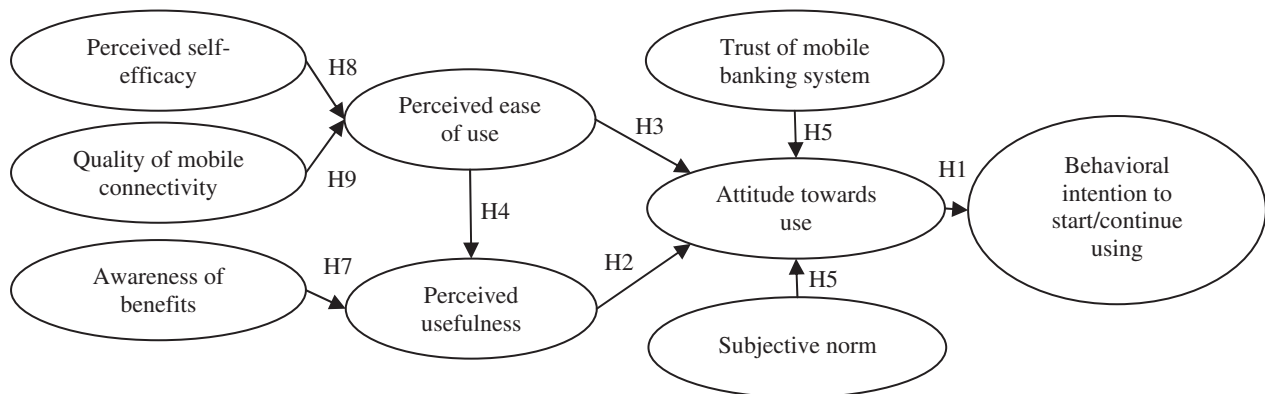 Perceived self-
efficacy
H8
Quality of mobile
connectivity
H9
Awareness of
benefits
H7
Perceived ease
of use
H4
Perceived
usefulness
H3
H2
Trust of mobile
banking system
H5
Attitude towards
use
H5
Subjective norm
H1
Behavioral
intention to
start/continue
using